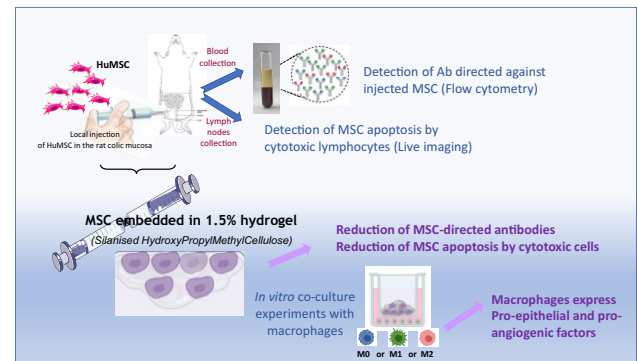 HuMSC
Blood
collection
Detection of Ab directed against
injected MSC (Flow cytometry)
Local injection
of HuMSC in the rat colic mucosa
Lymph
nodes
collection
Detection of MSC apoptosis by
cytotoxic lymphocytes (Live imaging)
MSC embedded in 1.5% hydrogel
(Silanised HydroxyPropylMethylCellulose)
Reduction of MSC-directed antibodies
Reduction of MSC apoptosis by cytotoxic cells
In vitro co-culture
experiments with
macrophages
Macrophages express
Pro-epithelial and pro-
angiogenic factors
M0 or M1 or M2